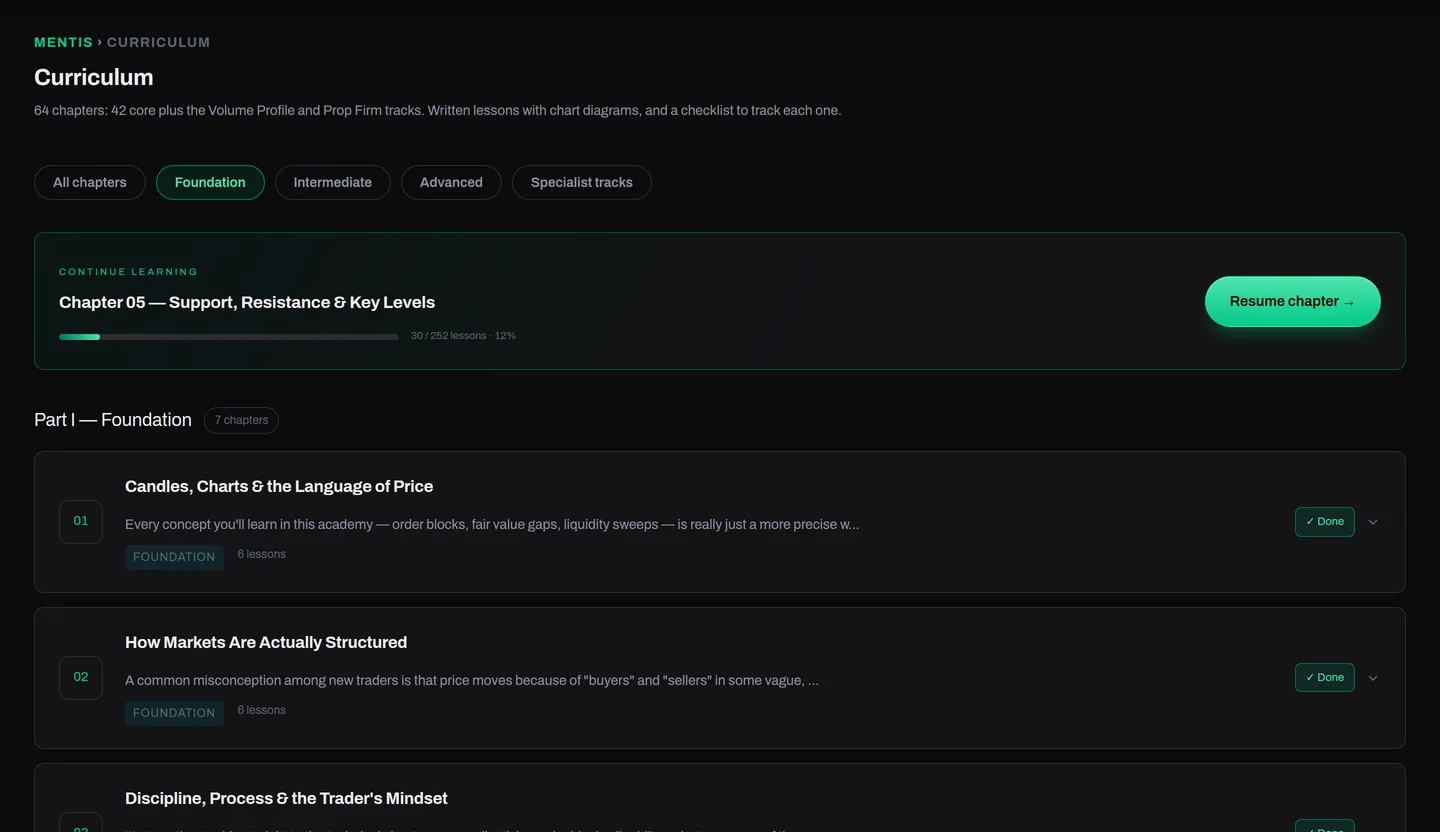 MENTIS › CURRICULUM
Curriculum
64 chapters: 42 core plus the Volume Profile and Prop Firm tracks. Written lessons with chart diagrams, and a checklist to track each one.
All chapters Foundation Intermediate Advanced Specialist tracks
CONTINUE LEARNING
Chapter 05 — Support, Resistance & Key Levels
30 / 252 lessons · 12%
Resume chapter →
Part I — Foundation 7 chapters
Candles, Charts & the Language of Price
01
Every concept you'll learn in this academy — order blocks, fair value gaps, liquidity sweeps — is really just a more precise w...
✓ Done
FOUNDATION 6 lessons
How Markets Are Actually Structured
02
A common misconception among new traders is that price moves because of "buyers" and "sellers" in some vague, ...
✓ Done
FOUNDATION 6 lessons
Discipline, Process & the Trader's Mindset
03
✓ Done